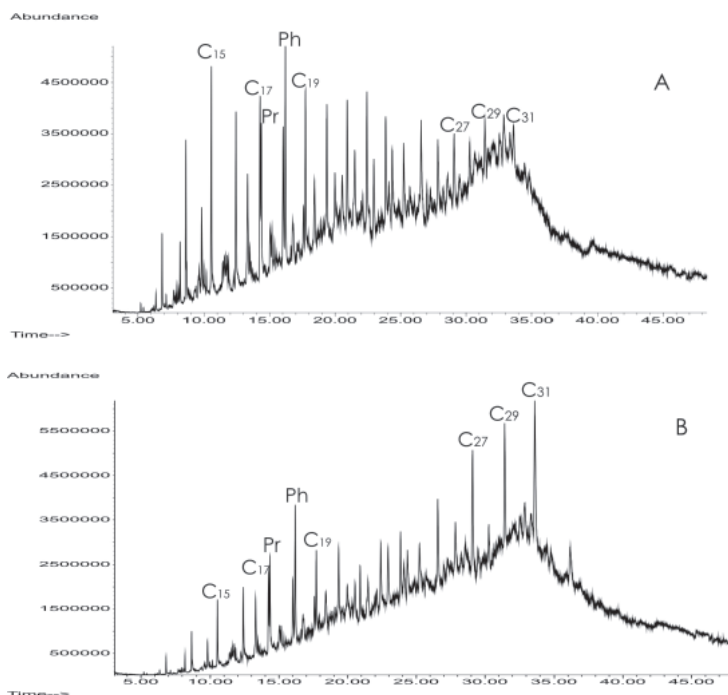 Abundance
Ph
C15
C17
Pr
C19
C27
C29
C31
A
4500000
3500000
2500000
1500000
500000
5.00 10.00 15.00 20.00 25.00 30.00 35.00 40.00 45.00
Time-->
Abundance
C31
C29
C27
B
Ph
Pr
C19
C17
C15
5500000
4500000
3500000
2500000
1500000
500000
5.00 10.00 15.00 20.00 25.00 30.00 35.00 40.00 45.00
Time-->